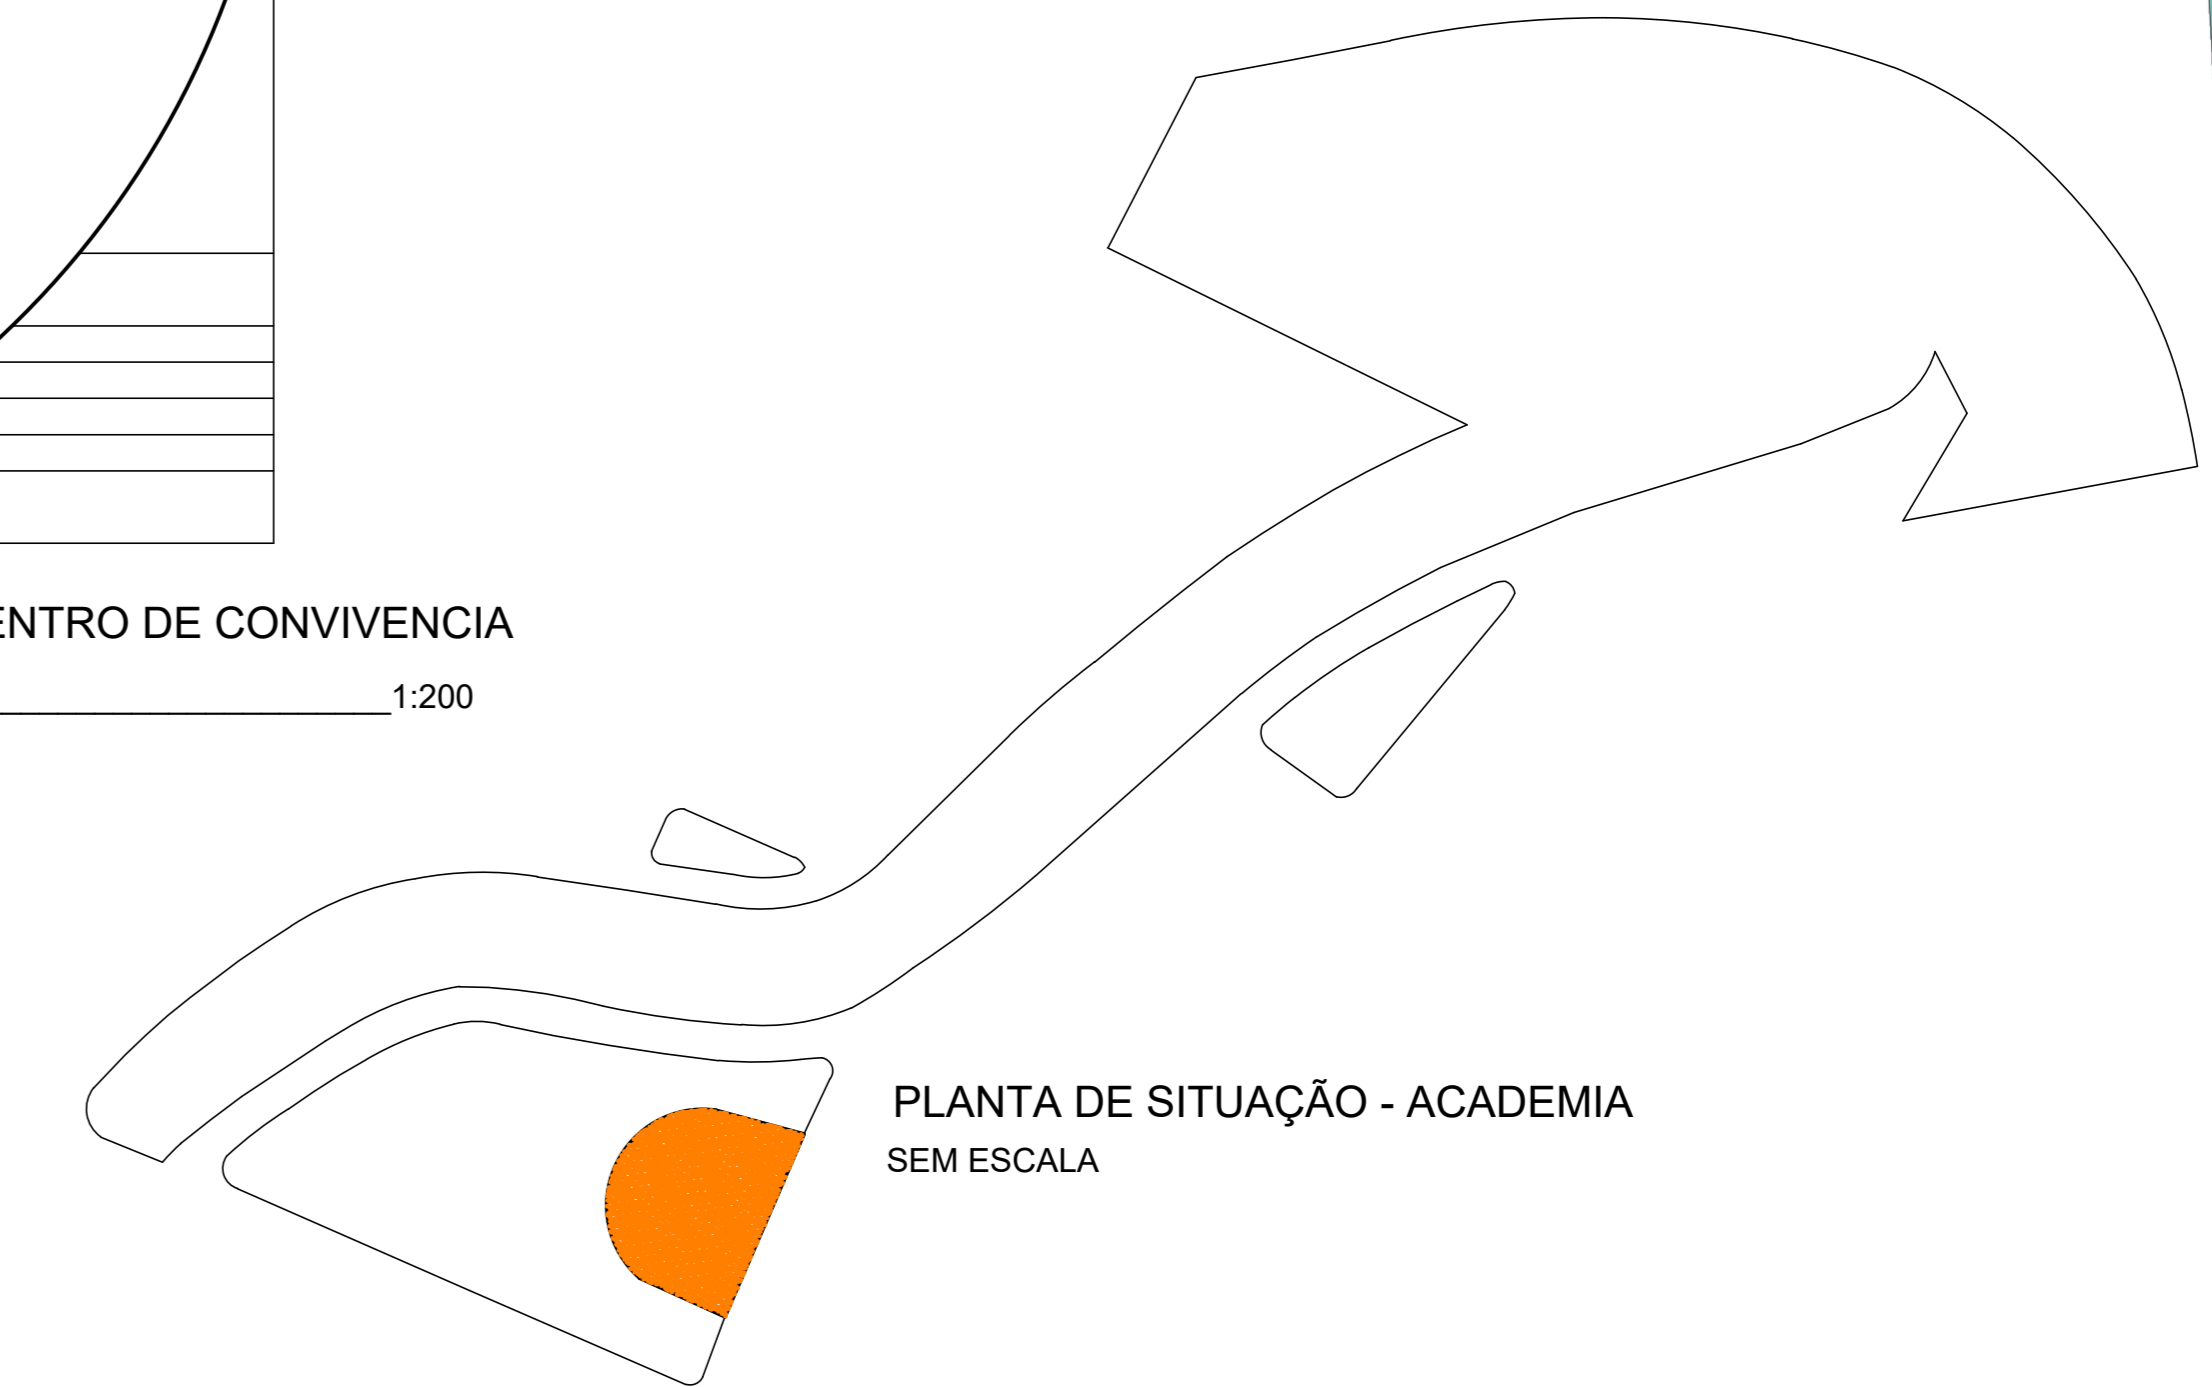 ENTRO DE CONVIVENCIA
1:200
PLANTA DE SITUAÇÃO - ACADEMIA
SEM ESCALA